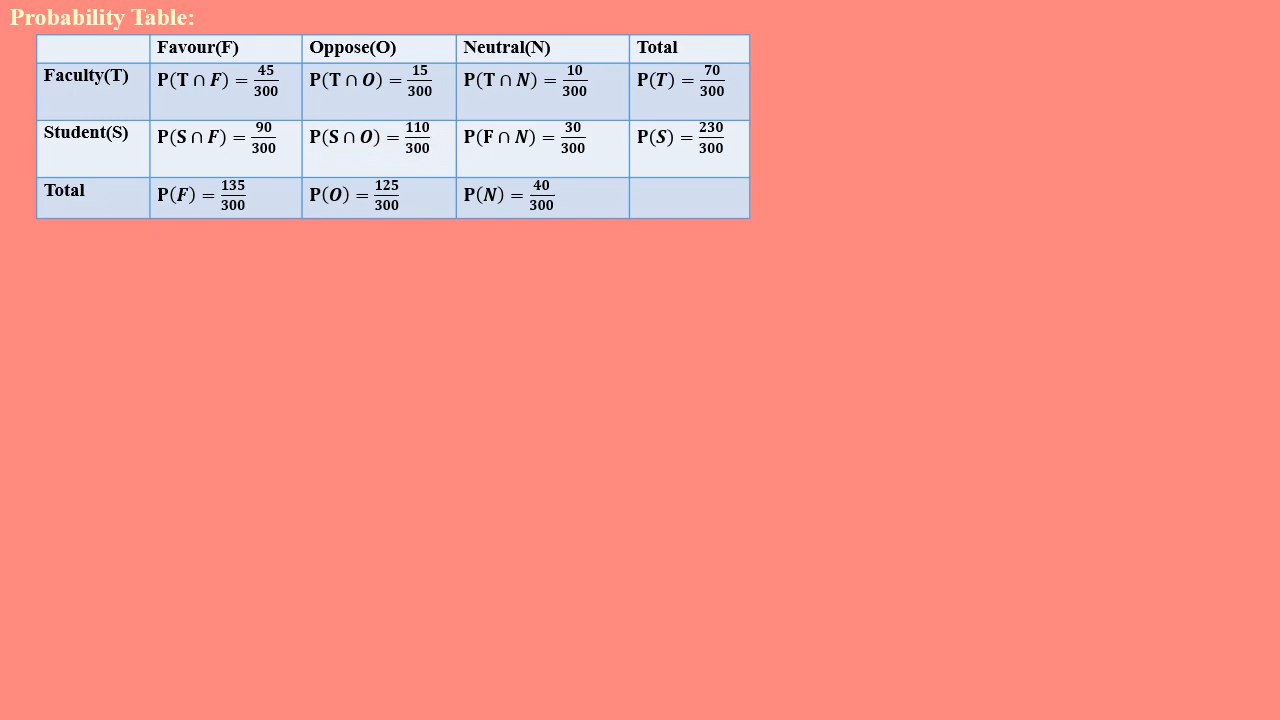 Probability Table:
Favour(F) Oppose(O) Neutral(N) Total
Faculty(T) P(T ∩ F) = 45/300 P(T ∩ O) = 15/300 P(T ∩ N) = 10/300 P(T) = 70/300
Student(S) P(S ∩ F) = 90/300 P(S ∩ O) = 110/300 P(F ∩ N) = 30/300 P(S) = 230/300
Total P(F) = 135/300 P(O) = 125/300 P(N) = 40/300